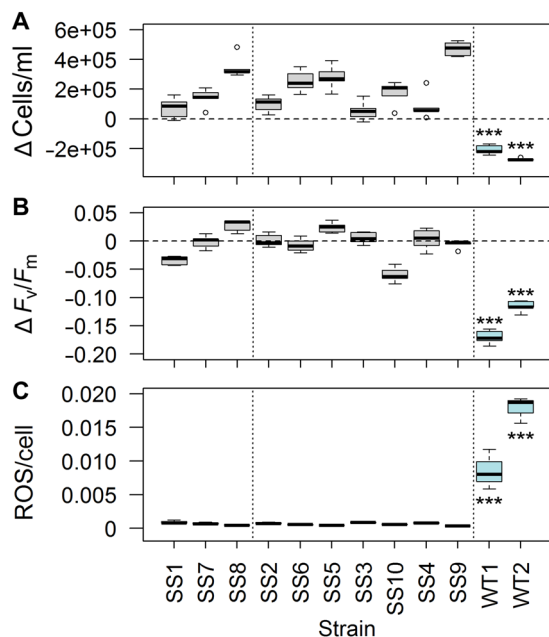 A
Δ Cells/ml
6e+05
4e+05
2e+05
0
−2e+05
***
***
B
Δ Fv/Fm
0.05
0
−0.05
−0.10
−0.15
−0.20
***
***
C
ROS/cell
0.020
0.015
0.010
0.005
0
***
***
SS1 SS7 SS8 SS2 SS6 SS5 SS3 SS10 SS4 SS9 WT1 WT2
Strain